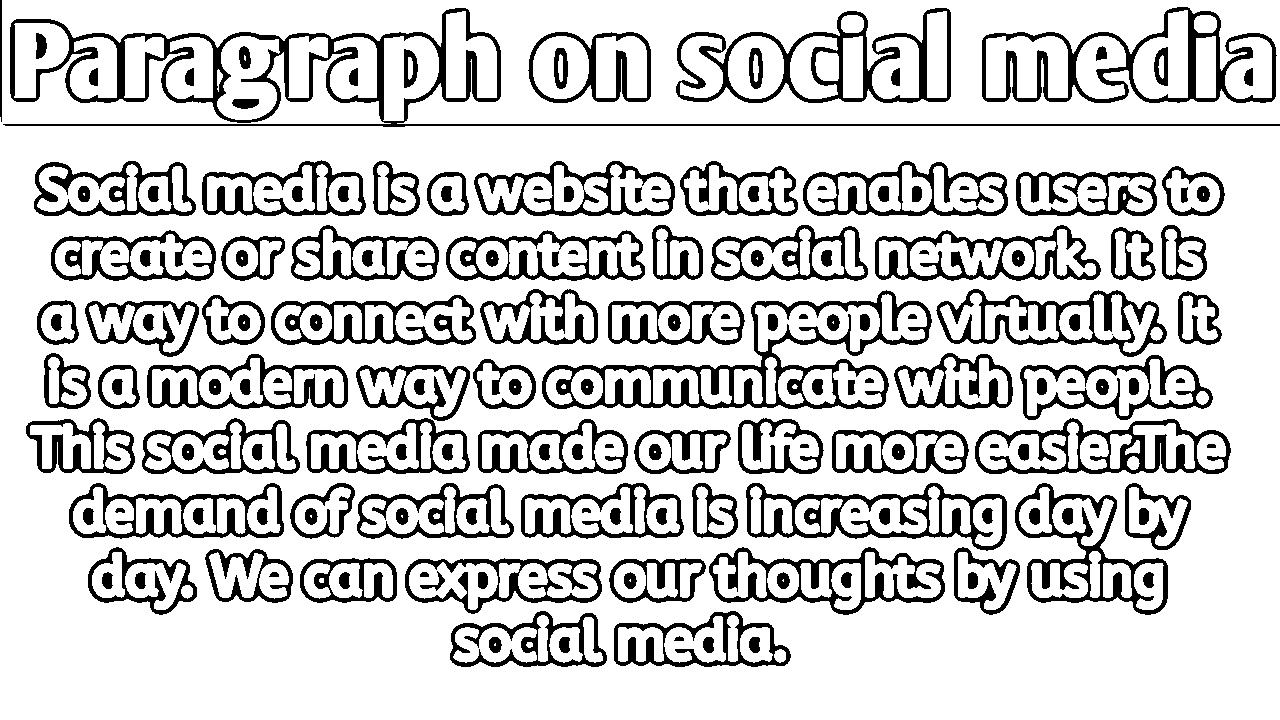 Paragraph on social media
Social media is a website that enables users to
create or share content in social network. It is
a way to connect with more people virtually. It
is a modern way to communicate with people.
This social media made our life more easier.The
demand of social media is increasing day by
day. We can express our thoughts by using
social media.